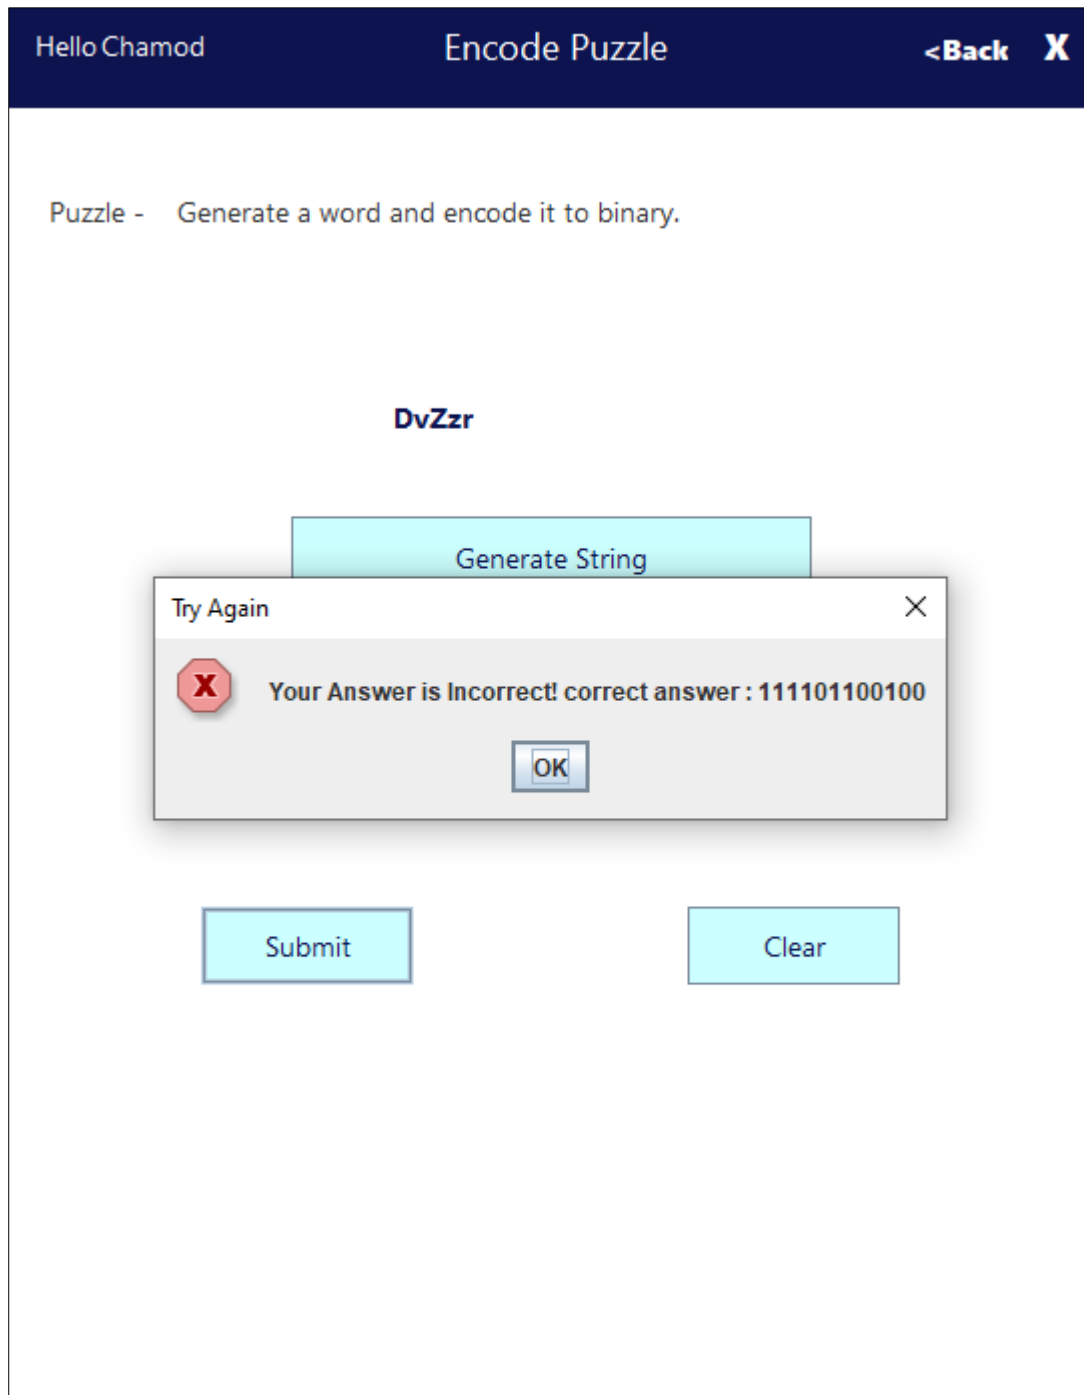 Hello Chamod Encode Puzzle <Back X
Puzzle - Generate a word and encode it to binary.
DvZzr
Generate String
Try Again
X Your Answer is Incorrect! correct answer : 111101100100
OK
Submit Clear